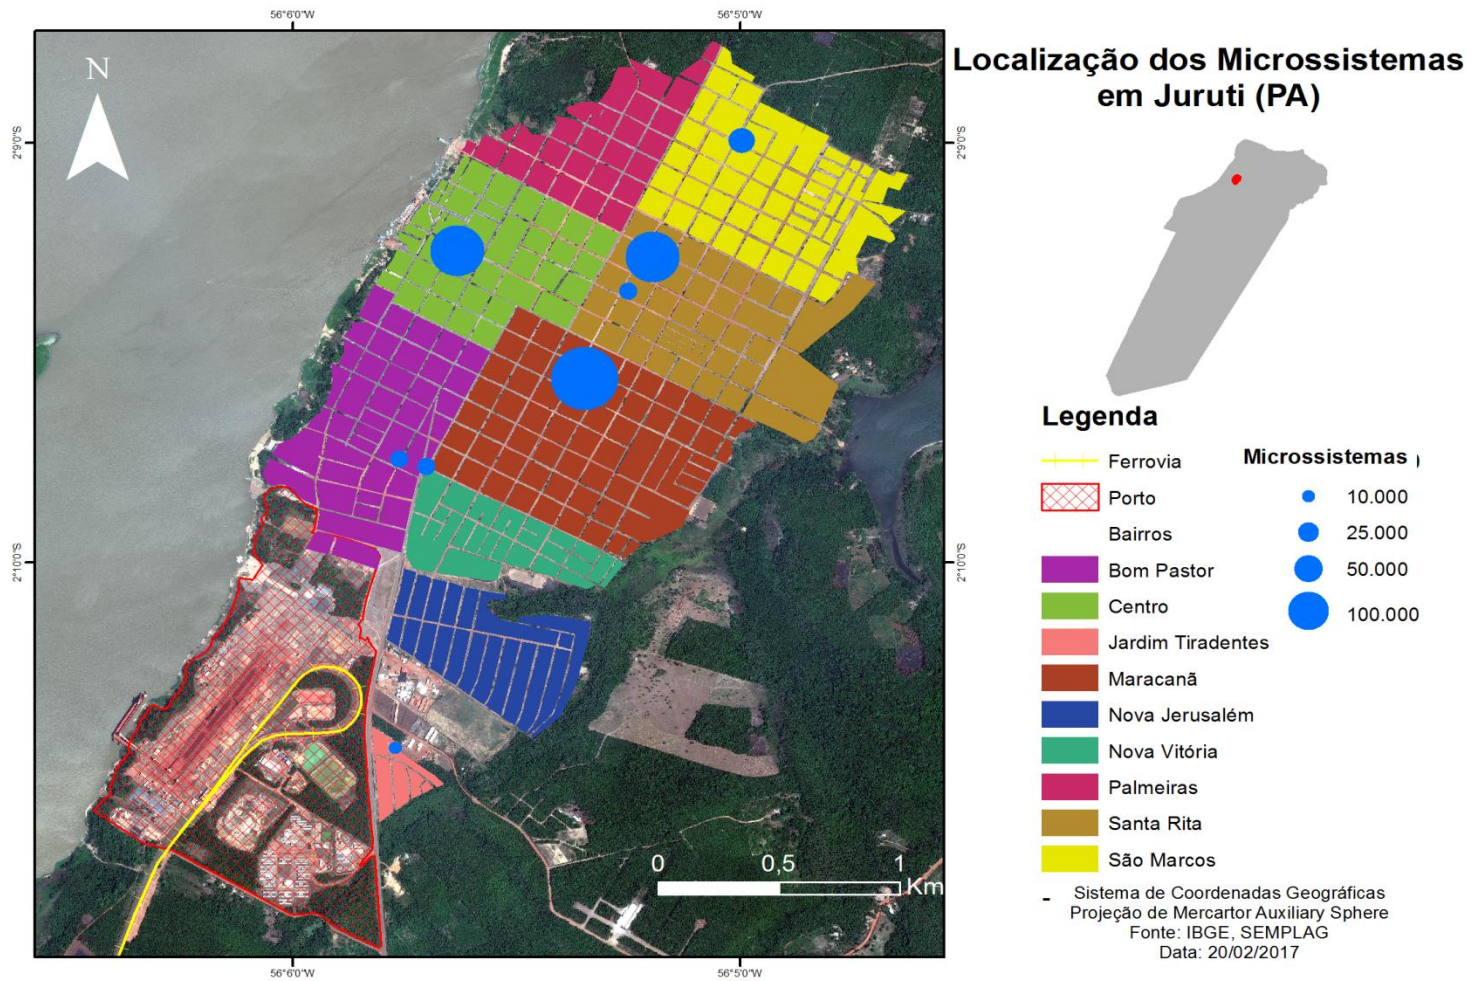 56°6'0"W
56°5'0"W
N
2°9'0"S
2°9'0"S
2°10'0"S
2°10'0"S
0
0,5
1
Km
56°6'0"W
56°5'0"W
Localização dos Microssistemas
em Juruti (PA)
Legenda
Ferrovia
Porto
Bairros
Bom Pastor
Centro
Jardim Tiradentes
Maracanã
Nova Jerusalém
Nova Vitória
Palmeiras
Santa Rita
São Marcos
Microssistemas
10.000
25.000
50.000
100.000
Sistema de Coordenadas Geográficas
Projeção de Mercartor Auxiliary Sphere
Fonte: IBGE, SEMPLAG
Data: 20/02/2017